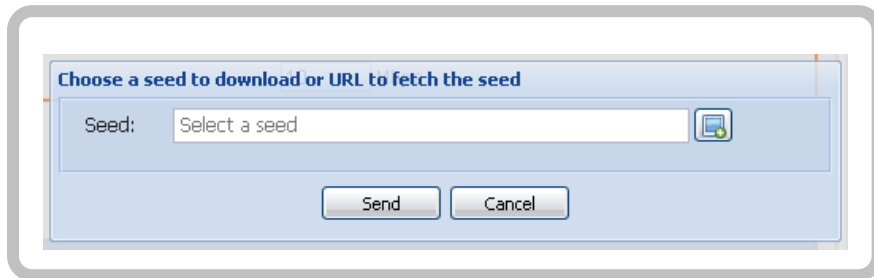 Choose a seed to download or URL to fetch the seed
Seed: Select a seed
Send Cancel